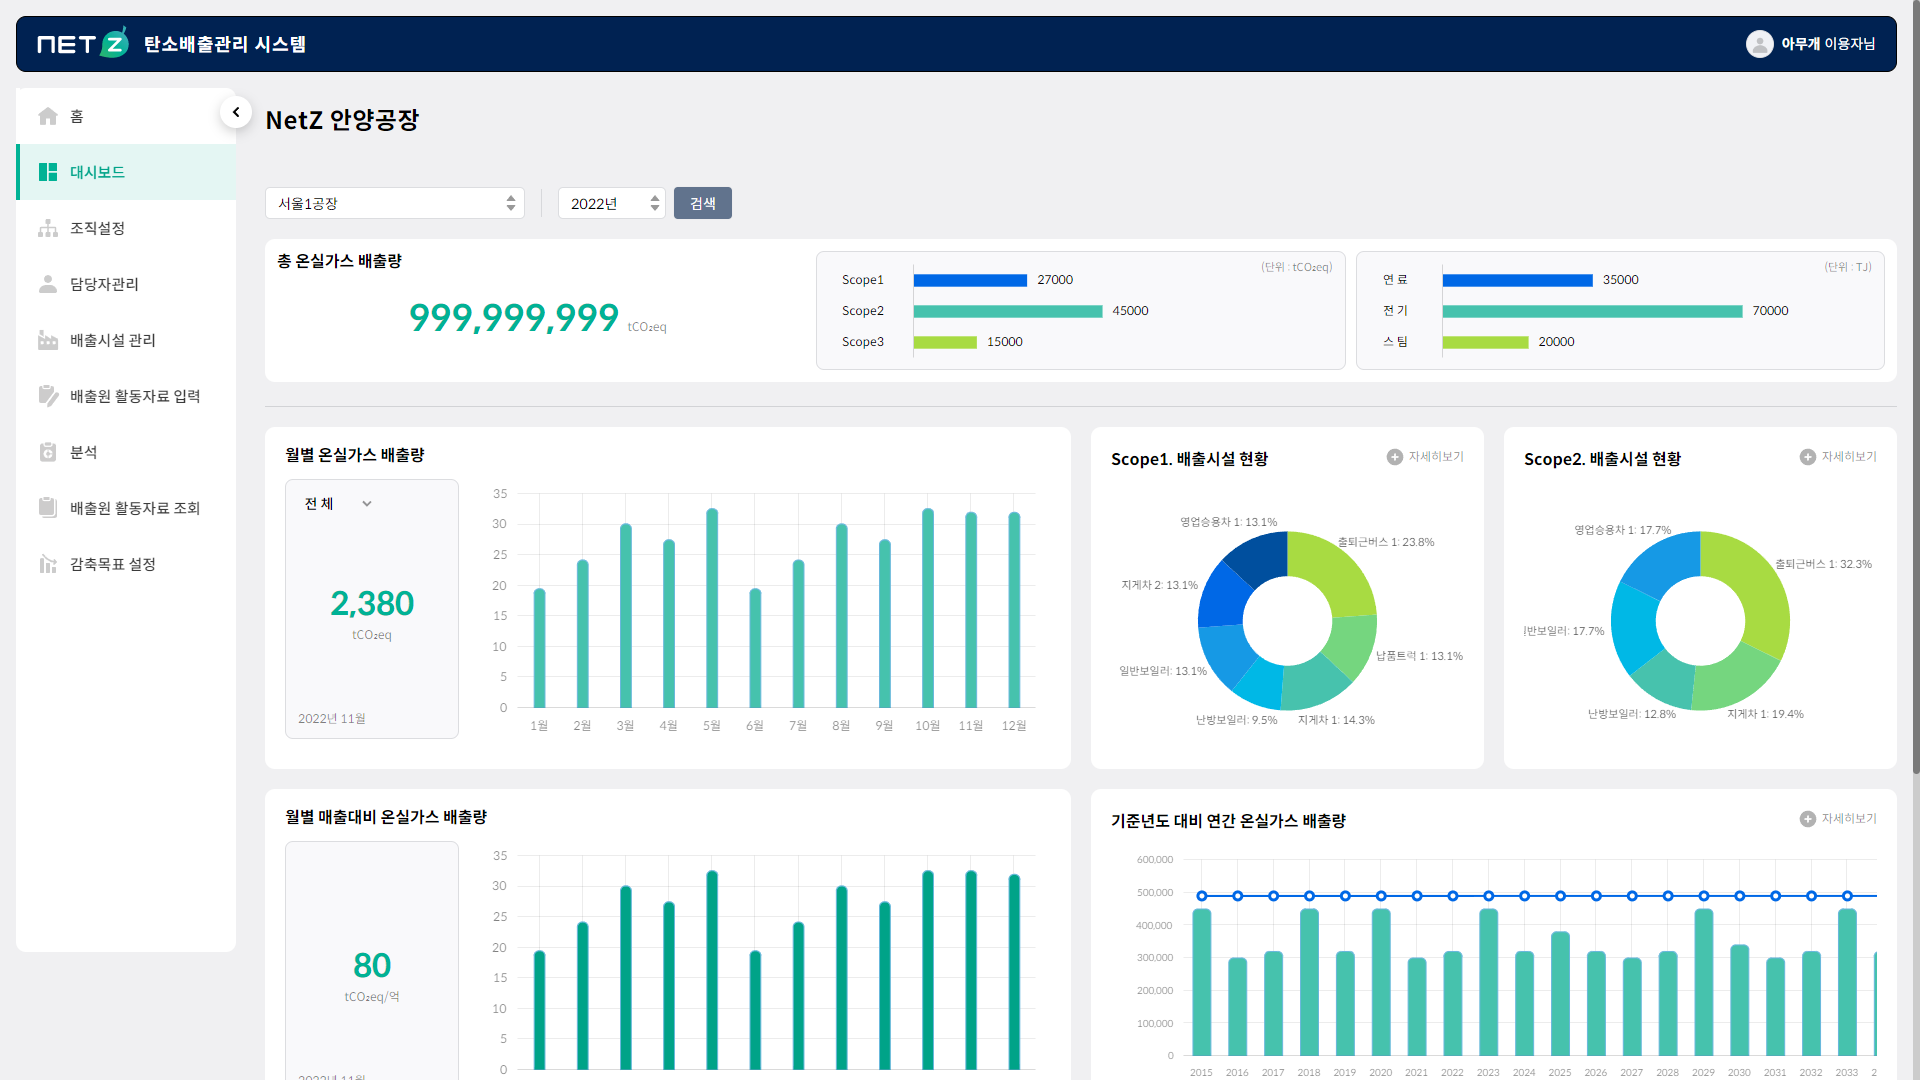 NETZ 탄소배출관리 시스템
아무개 이용자님
홈
대시보드
조직설정
담당자관리
배출시설 관리
배출원 활동자료 입력
분석
배출원 활동자료 조회
감축목표 설정
NetZ 안양공장
서울1공장
2022년
검색
총 온실가스 배출량
999,999,999 tCO₂eq
(단위 : tCO₂eq)
Scope1 27000
Scope2 45000
Scope3 15000
(단위 : TJ)
연 료 35000
전 기 70000
스 팀 20000
월별 온실가스 배출량
전 체
2,380
tCO₂eq
2022년 11월
35
30
25
20
15
10
5
0
1월 2월 3월 4월 5월 6월 7월 8월 9월 10월 11월 12월
Scope1. 배출시설 현황
자세히보기
영업승용차 1: 13.1%
출퇴근버스 1: 23.8%
지게차 2: 13.1%
납품트럭 1: 13.1%
일반보일러: 13.1%
난방보일러: 9.5%
지게차 1: 14.3%
Scope2. 배출시설 현황
자세히보기
영업승용차 1: 17.7%
출퇴근버스 1: 32.3%
반보일러: 17.7%
난방보일러: 12.8%
지게차 1: 19.4%
월별 매출대비 온실가스 배출량
80
tCO₂eq/억
2022년 11월
35
30
25
20
15
10
5
0
기준년도 대비 연간 온실가스 배출량
자세히보기
600,000
500,000
400,000
300,000
200,000
100,000
0
2015 2016 2017 2018 2019 2020 2021 2022 2023 2024 2025 2026 2027 2028 2029 2030 2031 2032 2033 2